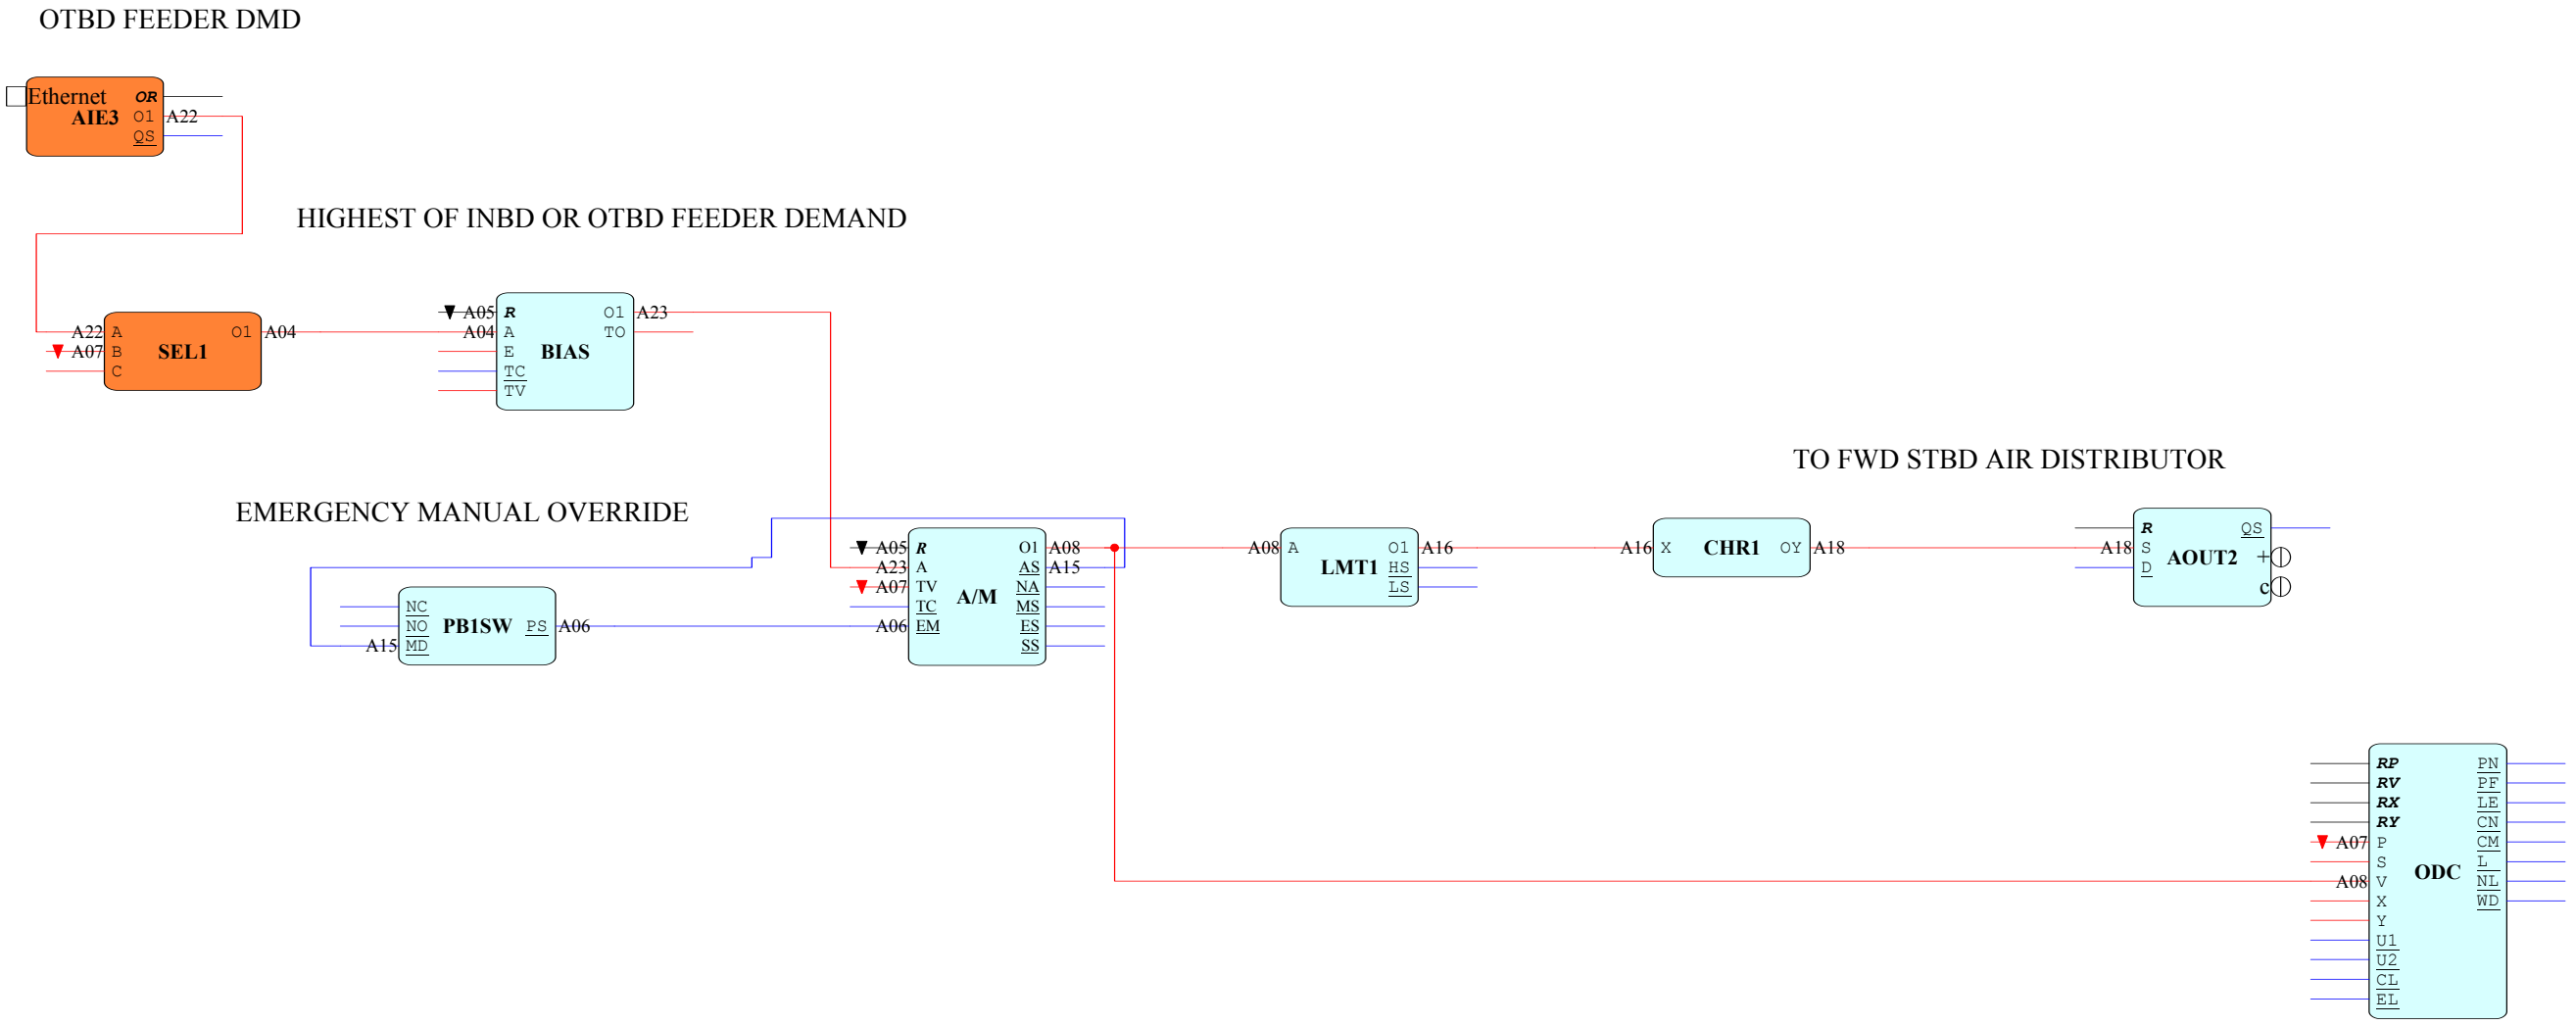 OTBD FEEDER DMD
Ethernet OR
AIE3 O1 A22
QS
HIGHEST OF INBD OR OTBD FEEDER DEMAND
A05 R O1 A23
A22 A O1 A04
A04 A TO
A07 B SEL1
E BIAS
C
TC
TV
TO FWD STBD AIR DISTRIBUTOR
EMERGENCY MANUAL OVERRIDE
R QS
A05 R O1 A08
A08 A O1 A16
A16 X CHR1 OY A18
A18 S AOUT2 +
A23 A AS A15
LMT1 HS
D
A07 TV NA
LS
c
NC
TC A/M MS
NO PB1SW PS A06
A06 EM ES
A15 MD
SS
RP PN
RV PF
RX LE
RY CN
A07 P CM
S L
ODC
A08 V NL
X WD
Y
U1
U2
CL
EL